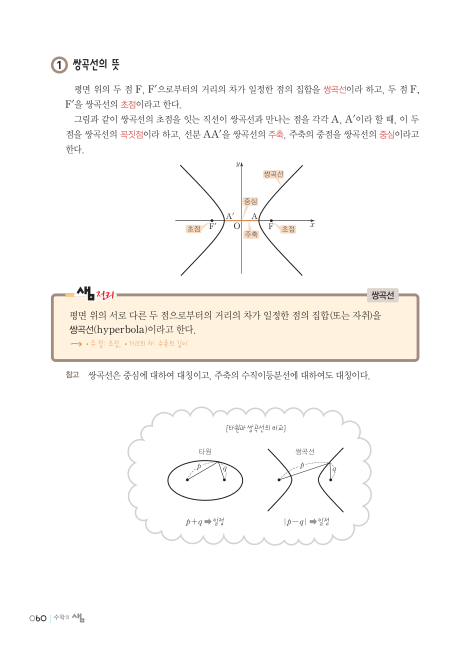 1 쌍곡선의 뜻
평면 위의 두 점 F, F′으로부터의 거리의 차가 일정한 점의 집합을 쌍곡선이라 하고, 두 점 F,
F′을 쌍곡선의 초점이라고 한다.
그림과 같이 쌍곡선의 초점을 잇는 직선이 쌍곡선과 만나는 점을 각각 A, A′이라 할 때, 이 두
점을 쌍곡선의 꼭짓점이라 하고, 선분 AA′을 쌍곡선의 주축, 주축의 중점을 쌍곡선의 중심이라고
한다.
y
쌍곡선
중심
A′ A
초점 F′ O F 초점 x
주축
샘 정리
쌍곡선
평면 위의 서로 다른 두 점으로부터의 거리의 차가 일정한 점의 집합(또는 자취)을
쌍곡선(hyperbola)이라고 한다.
→ • 두 점: 초점, • 거리의 차: 주축의 길이
참고 쌍곡선은 중심에 대하여 대칭이고, 주축의 수직이등분선에 대하여도 대칭이다.
[타원과 쌍곡선의 비교]
타원 쌍곡선
p q p q
p+q ➡ 일정 |p-q| ➡ 일정
060 수학의 샘